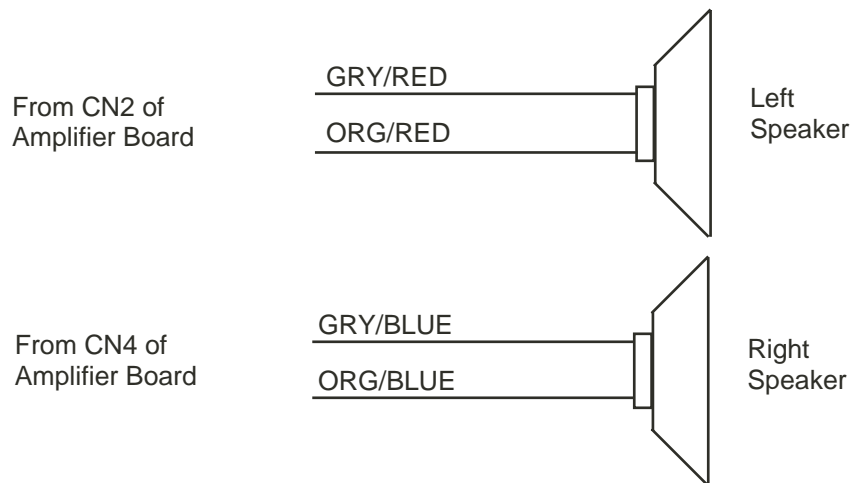 From CN2 of
Amplifier Board
GRY/RED
ORG/RED
Left
Speaker
From CN4 of
Amplifier Board
GRY/BLUE
ORG/BLUE
Right
Speaker